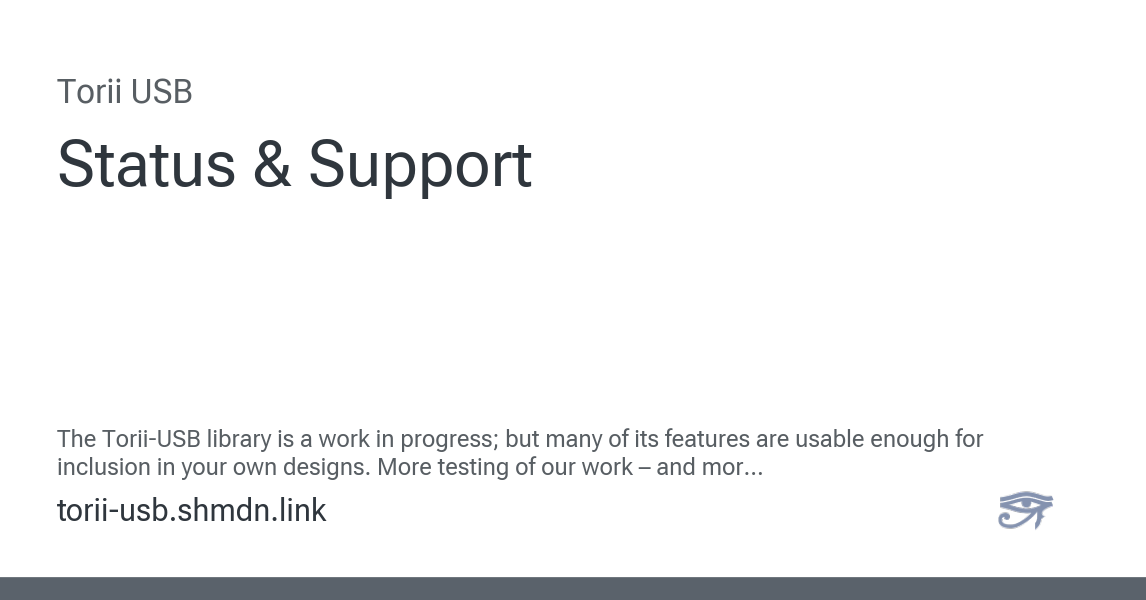 Torii USB
Status & Support
The Torii-USB library is a work in progress; but many of its features are usable enough for
inclusion in your own designs. More testing of our work – and mor...
torii-usb.shmdn.link